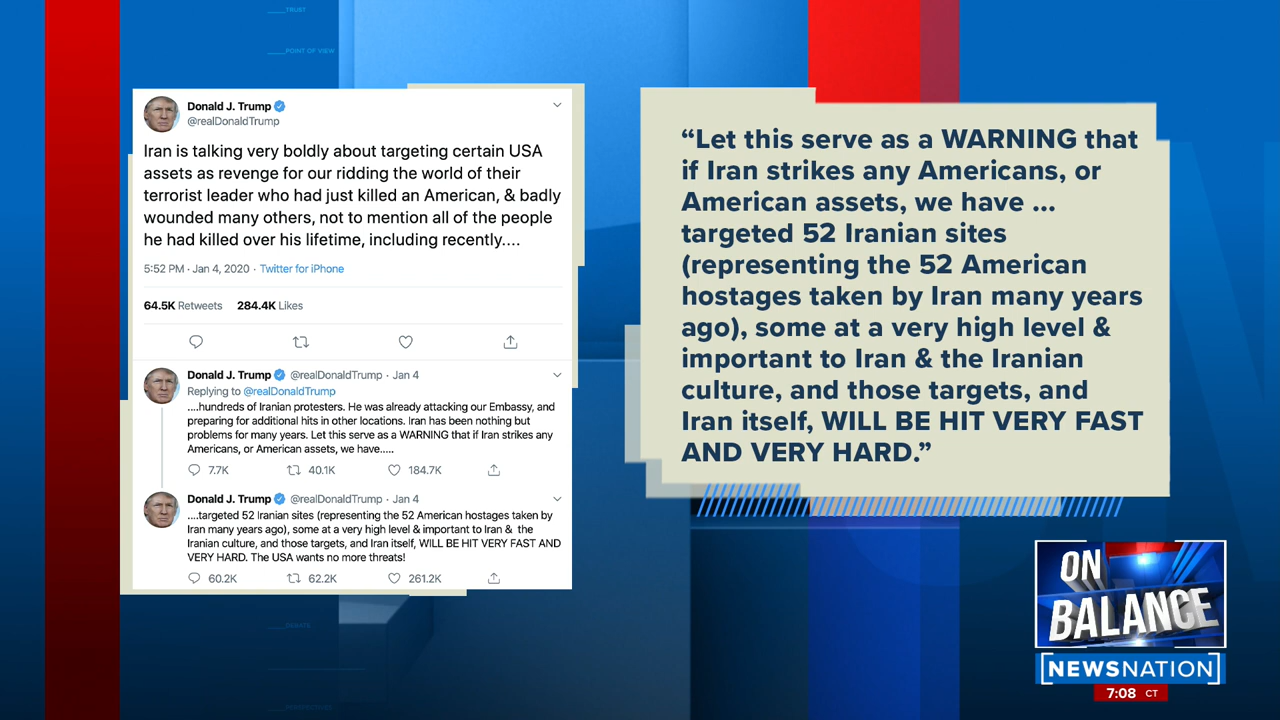 TRUST
POINT OF VIEW
Donald J. Trump
@realDonaldTrump
Iran is talking very boldly about targeting certain USA
assets as revenge for our ridding the world of their
terrorist leader who had just killed an American, & badly
wounded many others, not to mention all of the people
he had killed over his lifetime, including recently....
5:52 PM · Jan 4, 2020 · Twitter for iPhone
64.5K Retweets 284.4K Likes
Donald J. Trump @realDonaldTrump · Jan 4
Replying to @realDonaldTrump
....hundreds of Iranian protesters. He was already attacking our Embassy, and
preparing for additional hits in other locations. Iran has been nothing but
problems for many years. Let this serve as a WARNING that if Iran strikes any
Americans, or American assets, we have.....
7.7K 40.1K 184.7K
Donald J. Trump @realDonaldTrump · Jan 4
....targeted 52 Iranian sites (representing the 52 American hostages taken by
Iran many years ago), some at a very high level & important to Iran & the
Iranian culture, and those targets, and Iran itself, WILL BE HIT VERY FAST AND
VERY HARD. The USA wants no more threats!
60.2K 62.2K 261.2K
“Let this serve as a WARNING that
if Iran strikes any Americans, or
American assets, we have ...
targeted 52 Iranian sites
(representing the 52 American
hostages taken by Iran many years
ago), some at a very high level &
important to Iran & the Iranian
culture, and those targets, and
Iran itself, WILL BE HIT VERY FAST
AND VERY HARD.”
DEBATE
ON
BALANCE
NEWSNATION
7:08 CT